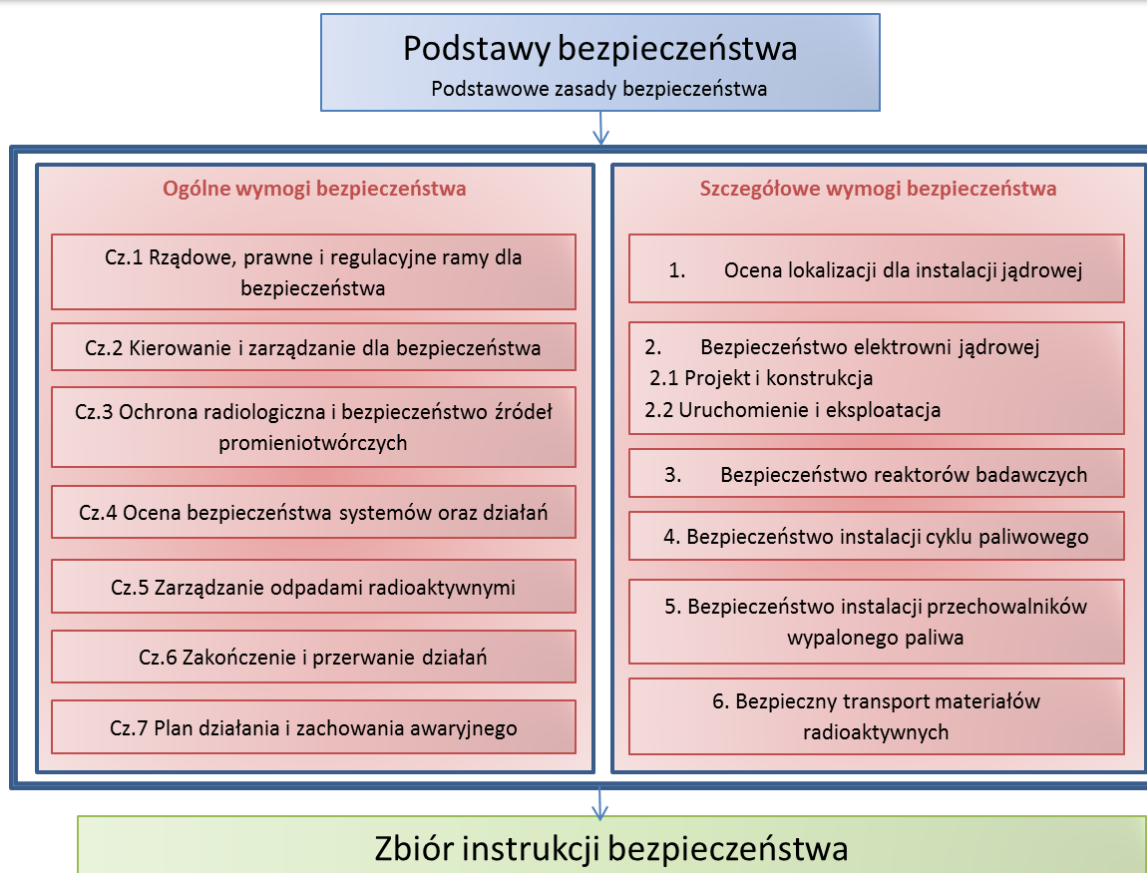 Podstawy bezpieczeństwa
Podstawowe zasady bezpieczeństwa
Ogólne wymogi bezpieczeństwa
Cz.1 Rządowe, prawne i regulacyjne ramy dla
bezpieczeństwa
Cz.2 Kierowanie i zarządzanie dla bezpieczeństwa
Cz.3 Ochrona radiologiczna i bezpieczeństwo źródeł
promieniotwórczych
Cz.4 Ocena bezpieczeństwa systemów oraz działań
Cz.5 Zarządzanie odpadami radioaktywnymi
Cz.6 Zakończenie i przerwanie działań
Cz.7 Plan działania i zachowania awaryjnego
Szczegółowe wymogi bezpieczeństwa
1. Ocena lokalizacji dla instalacji jądrowej
2. Bezpieczeństwo elektrowni jądrowej
2.1 Projekt i konstrukcja
2.2 Uruchomienie i eksploatacja
3. Bezpieczeństwo reaktorów badawczych
4. Bezpieczeństwo instalacji cyklu paliwowego
5. Bezpieczeństwo instalacji przechowalników
wypalonego paliwa
6. Bezpieczny transport materiałów
radioaktywnych
Zbiór instrukcji bezpieczeństwa